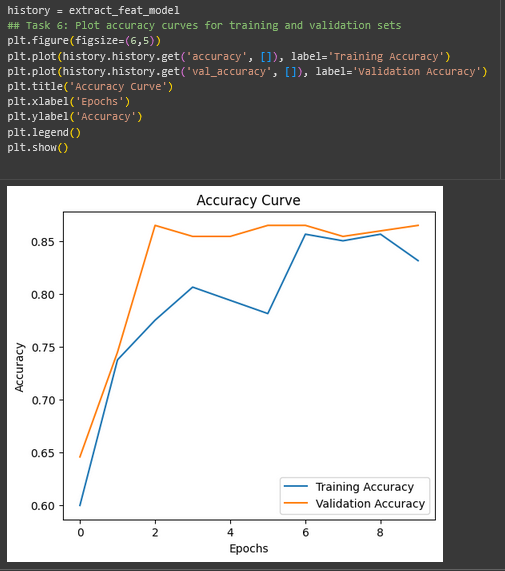 history = extract_feat_model
## Task 6: Plot accuracy curves for training and validation sets
plt.figure(figsize=(6,5))
plt.plot(history.history.get('accuracy', []), label='Training Accuracy')
plt.plot(history.history.get('val_accuracy', []), label='Validation Accuracy')
plt.title('Accuracy Curve')
plt.xlabel('Epochs')
plt.ylabel('Accuracy')
plt.legend()
plt.show()
Accuracy Curve
0.85
0.80
0.75
0.70
0.65
0.60
Accuracy
Training Accuracy
Validation Accuracy
0 2 4 6 8
Epochs